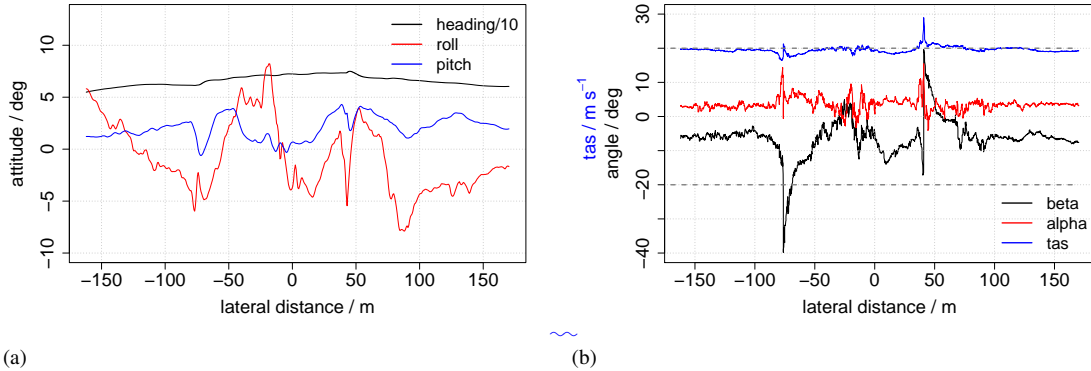 heading/10
roll
pitch
attitude / deg
10
5
0
−5
−10
−150 −100 −50 0 50 100 150
lateral distance / m
(a)
tas / m s⁻¹
angle / deg
30
20
10
0
−20
−40
beta
alpha
tas
−150 −100 −50 0 50 100 150
lateral distance / m
(b)